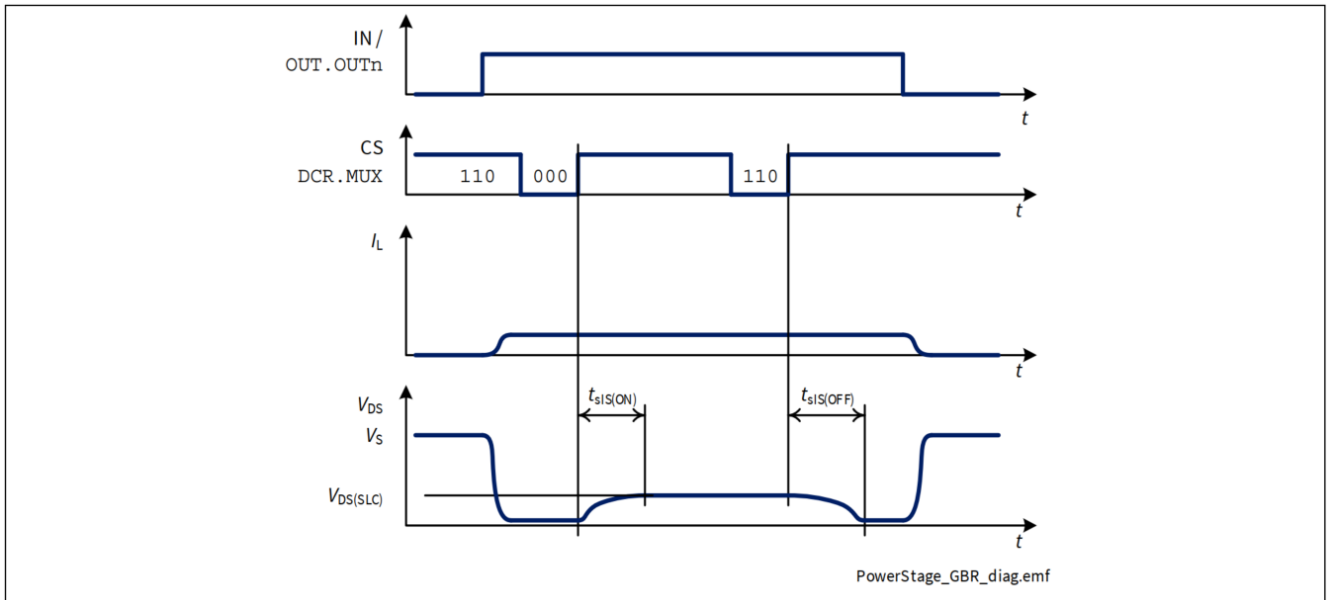 IN/
OUT.OUTn
t
CS
DCR.MUX
110
000
110
t
IL
t
tsIS(ON)
tsIS(OFF)
VDS
VS
VDS(SLC)
t
PowerStage_GBR_diag.emf